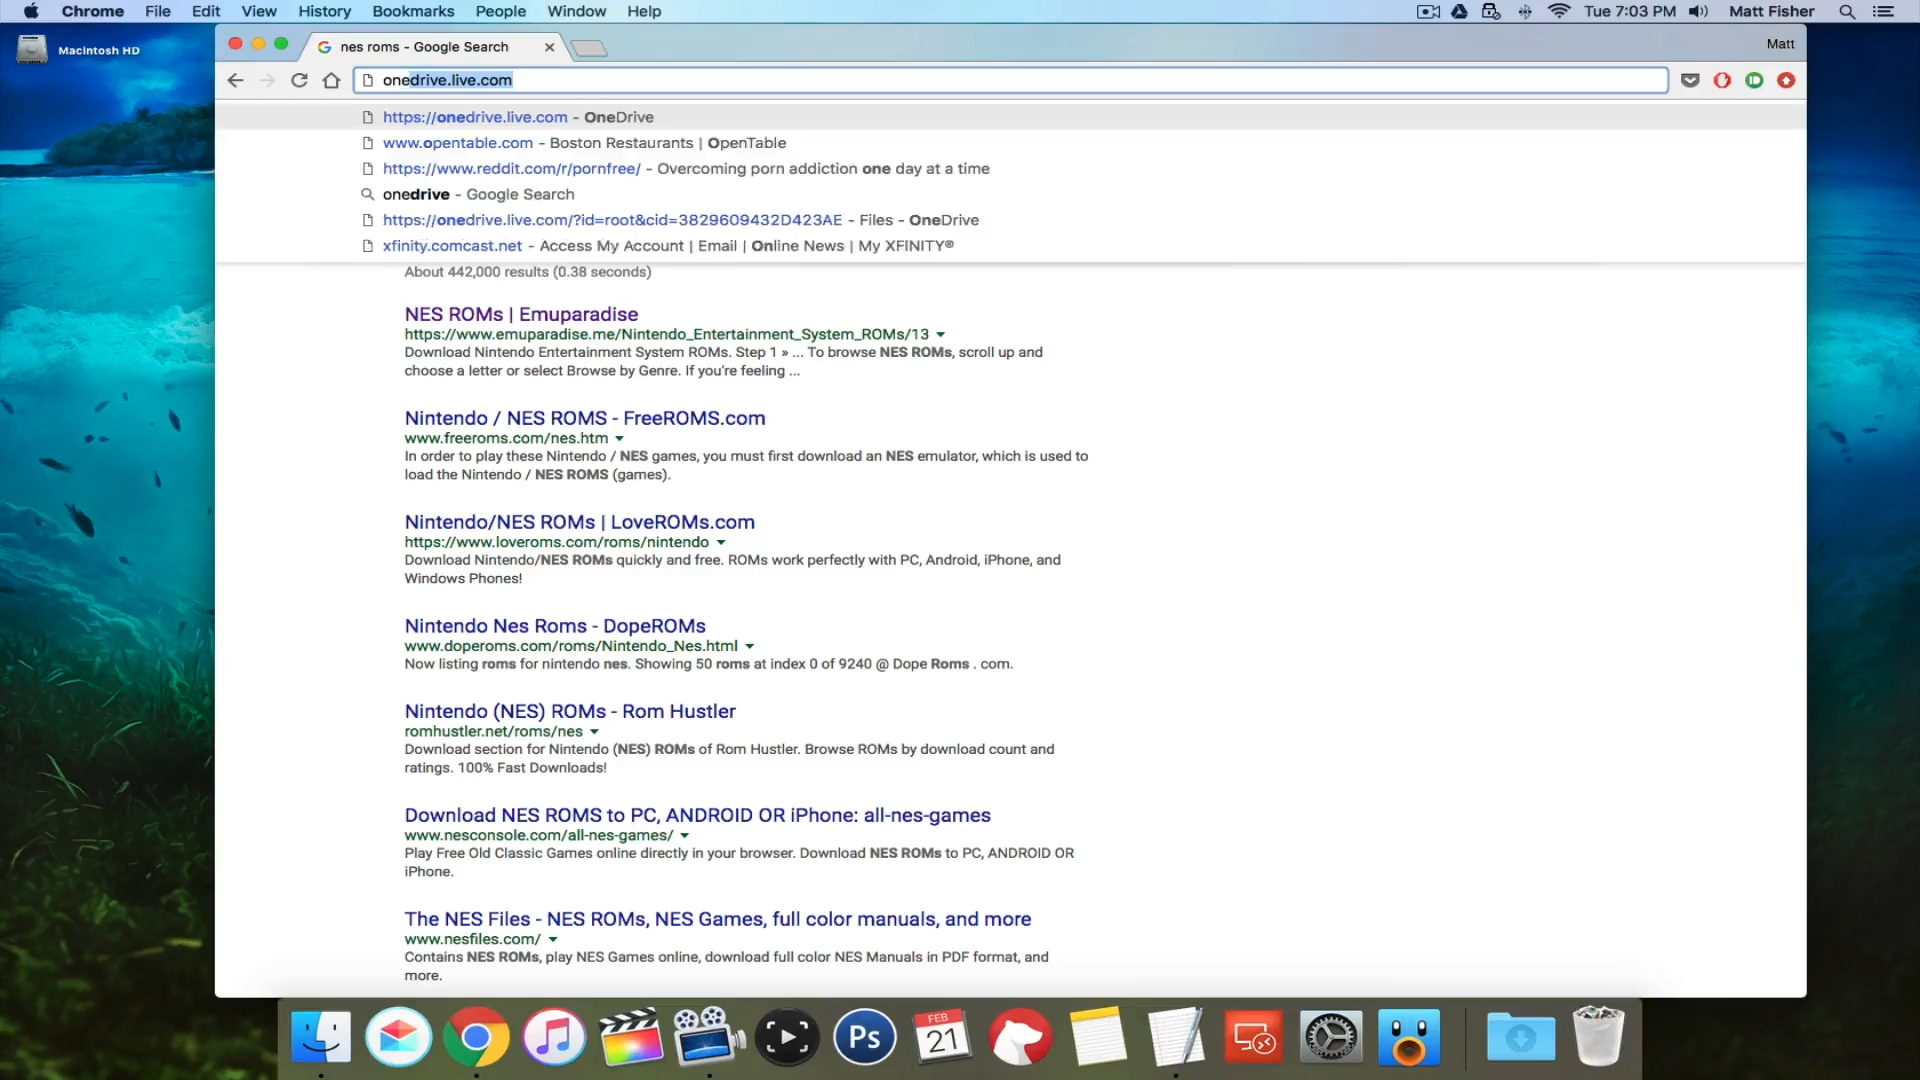 Chrome File Edit View History Bookmarks People Window Help
Tue 7:03 PM Matt Fisher
Macintosh HD
nes roms - Google Search
Matt
onedrive.live.com
https://onedrive.live.com - OneDrive
www.opentable.com - Boston Restaurants | OpenTable
https://www.reddit.com/r/pornfree/ - Overcoming porn addiction one day at a time
onedrive - Google Search
https://onedrive.live.com/?id=root&cid=3829609432D423AE - Files - OneDrive
xfinity.comcast.net - Access My Account | Email | Online News | My XFINITY®
About 442,000 results (0.38 seconds)
NES ROMs | Emuparadise
https://www.emuparadise.me/Nintendo_Entertainment_System_ROMs/13
Download Nintendo Entertainment System ROMs. Step 1 » ... To browse NES ROMs, scroll up and
choose a letter or select Browse by Genre. If you're feeling ...
Nintendo / NES ROMS - FreeROMS.com
www.freeroms.com/nes.htm
In order to play these Nintendo / NES games, you must first download an NES emulator, which is used to
load the Nintendo / NES ROMS (games).
Nintendo/NES ROMs | LoveROMs.com
https://www.loveroms.com/roms/nintendo
Download Nintendo/NES ROMs quickly and free. ROMs work perfectly with PC, Android, iPhone, and
Windows Phones!
Nintendo Nes Roms - DopeROMs
www.doperoms.com/roms/Nintendo_Nes.html
Now listing roms for nintendo nes. Showing 50 roms at index 0 of 9240 @ Dope Roms . com.
Nintendo (NES) ROMs - Rom Hustler
romhustler.net/roms/nes
Download section for Nintendo (NES) ROMs of Rom Hustler. Browse ROMs by download count and
ratings. 100% Fast Downloads!
Download NES ROMS to PC, ANDROID OR iPhone: all-nes-games
www.nesconsole.com/all-nes-games/
Play Free Old Classic Games online directly in your browser. Download NES ROMs to PC, ANDROID OR
iPhone.
The NES Files - NES ROMs, NES Games, full color manuals, and more
www.nesfiles.com/
Contains NES ROMs, play NES Games online, download full color NES Manuals in PDF format, and
more.
Ps
FEB
21